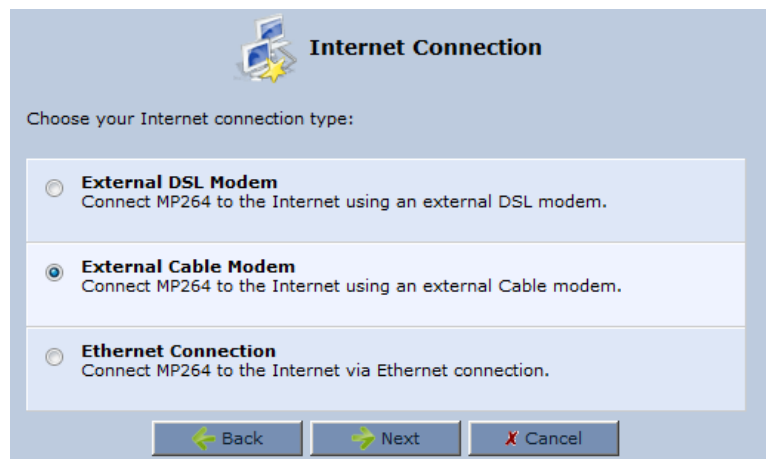 Internet Connection
Choose your Internet connection type:
External DSL Modem
Connect MP264 to the Internet using an external DSL modem.
External Cable Modem
Connect MP264 to the Internet using an external Cable modem.
Ethernet Connection
Connect MP264 to the Internet via Ethernet connection.
Back Next Cancel